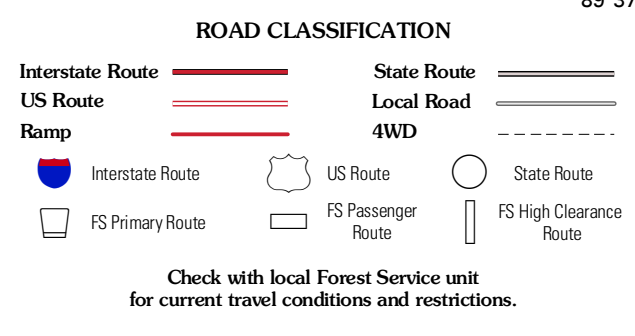 89 37
ROAD CLASSIFICATION
Interstate Route State Route
US Route Local Road
Ramp 4WD
Interstate Route US Route State Route
FS Primary Route
FS Passenger
Route
FS High Clearance
Route
Check with local Forest Service unit
for current travel conditions and restrictions.